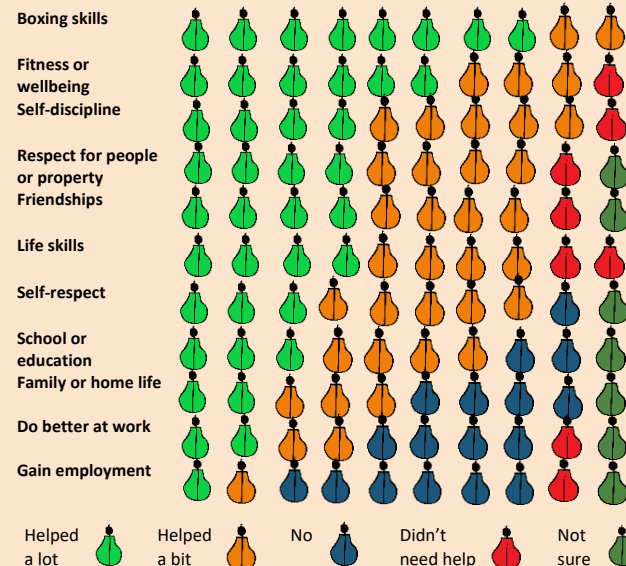 Boxing skills
Fitness or
wellbeing
Self-discipline
Respect for people
or property
Friendships
Life skills
Self-respect
School or
education
Family or home life
Do better at work
Gain employment
Helped
a lot
Helped
a bit
No
Didn't
need help
Not
sure